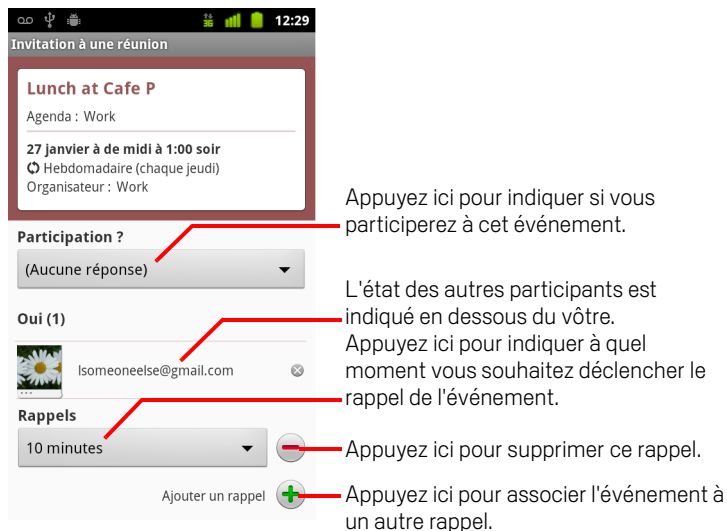 3G 12:29
Invitation à une réunion
Lunch at Cafe P
Agenda : Work
27 janvier à de midi à 1:00 soir
Hebdomadaire (chaque jeudi)
Organisateur : Work
Participation ?
(Aucune réponse)
Oui (1)
lsomeoneelse@gmail.com
Rappels
10 minutes
Ajouter un rappel
Appuyez ici pour indiquer si vous
participerez à cet événement.
L'état des autres participants est
indiqué en dessous du vôtre.
Appuyez ici pour indiquer à quel
moment vous souhaitez déclencher le
rappel de l'événement.
Appuyez ici pour supprimer ce rappel.
Appuyez ici pour associer l'événement à
un autre rappel.